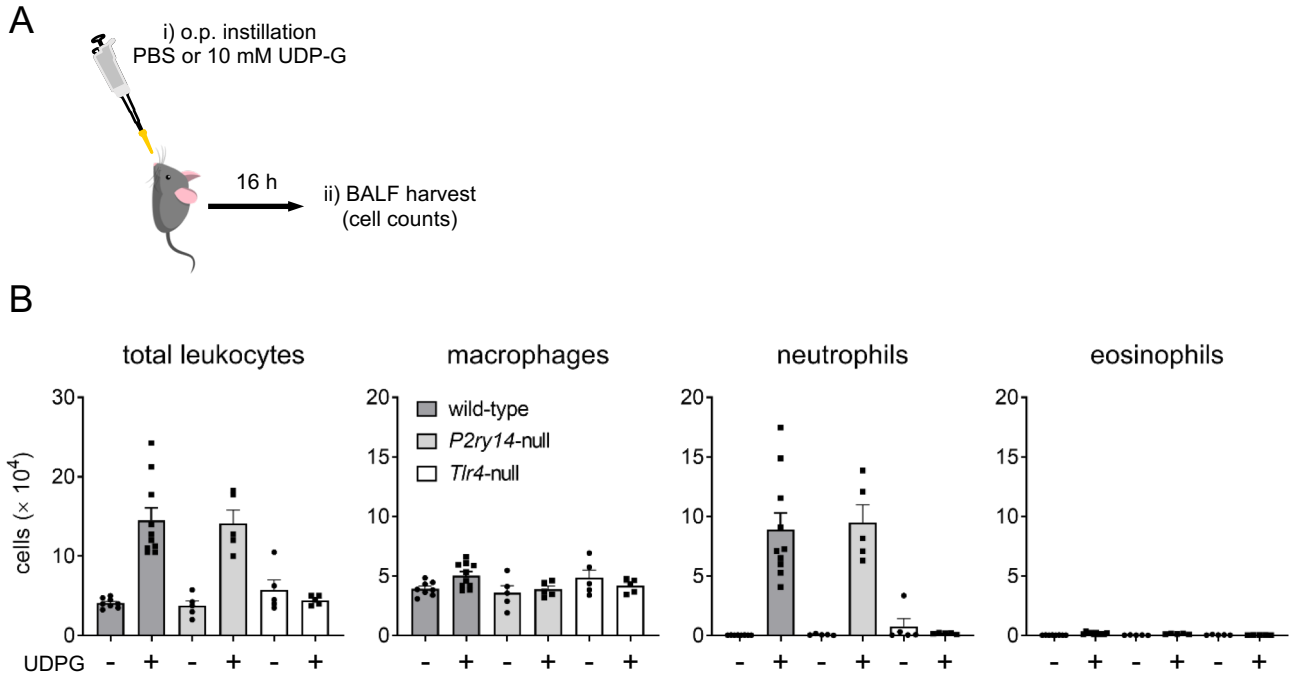 A
i) o.p. instillation
PBS or 10 mM UDP-G
16 h
ii) BALF harvest
(cell counts)
B
total leukocytes
macrophages
neutrophils
eosinophils
cells (× 10⁴)
30
20
10
0
20
15
10
5
0
wild-type
P2ry14-null
Tlr4-null
20
15
10
5
0
20
15
10
5
0
UDPG - + - + - + - + - + - + - + - + - + - + - + - +